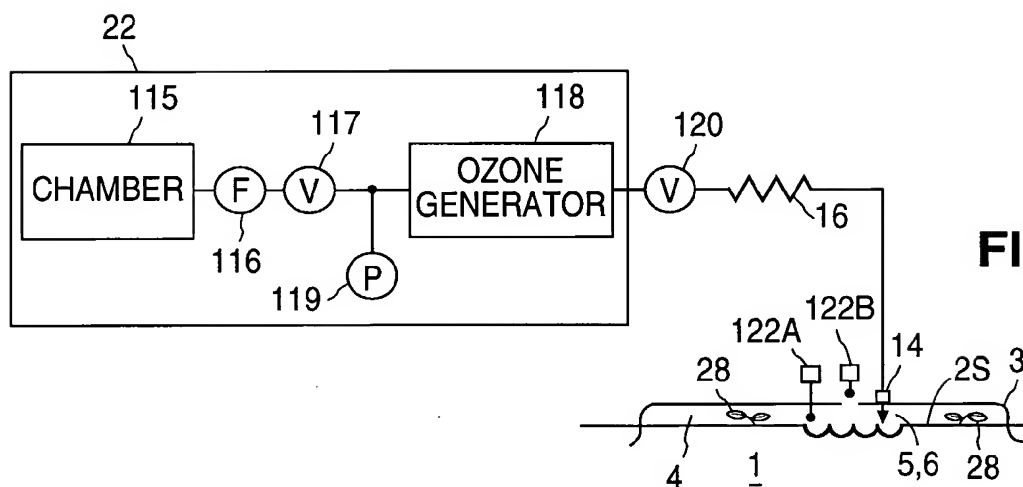 22
115
117
118
120
CHAMBER
F
V
OZONE
GENERATOR
V
16
116
119
P
FI
122A
122B
14
28
2S
3
4
1
5,6
28